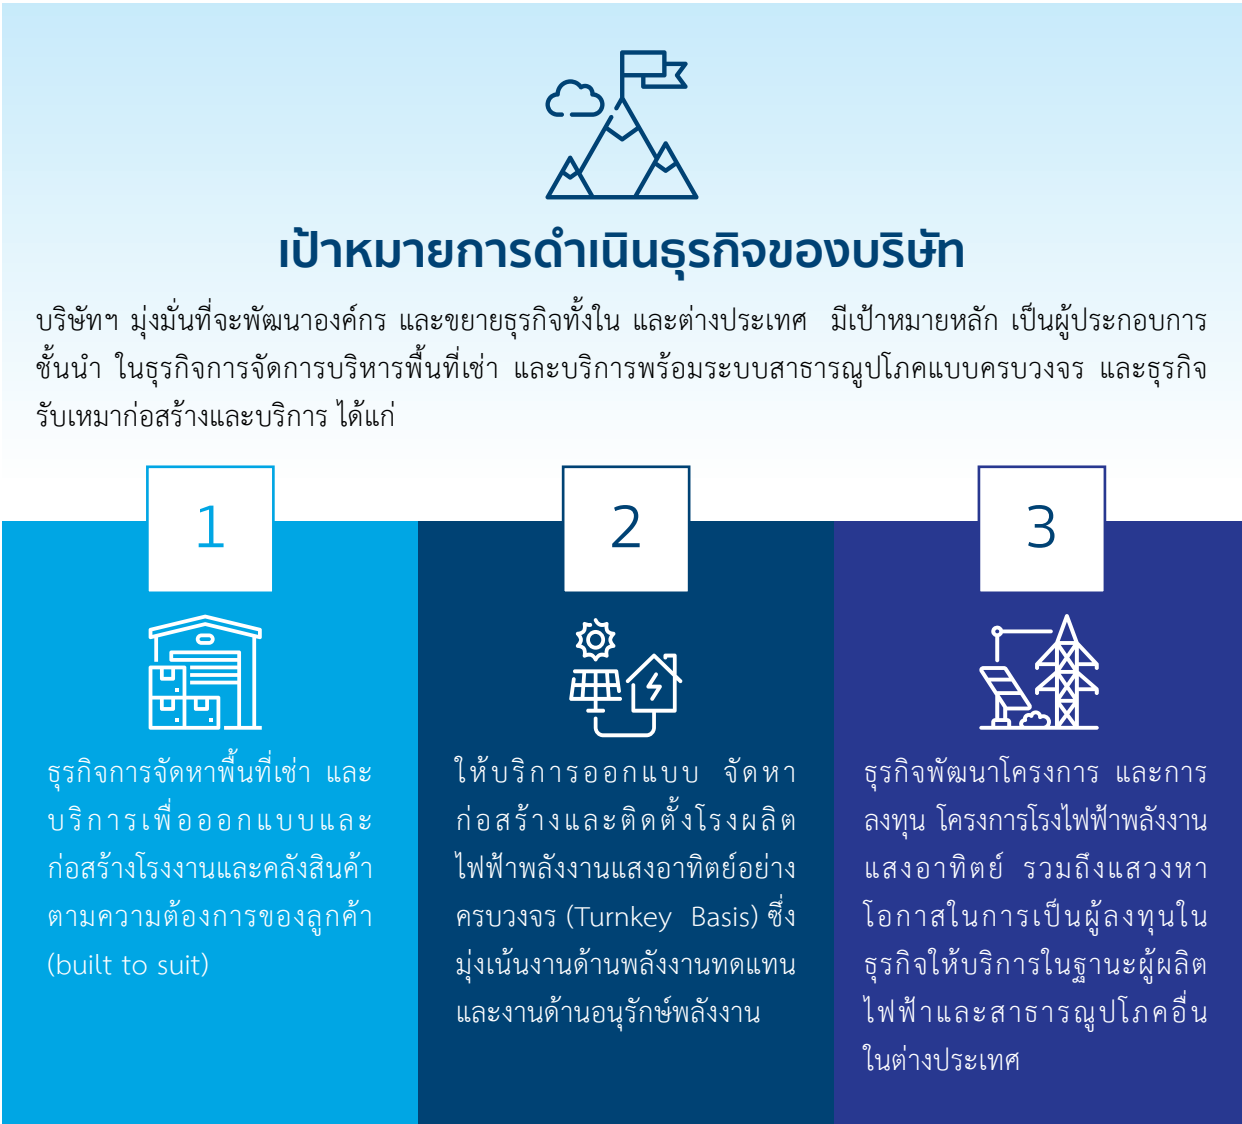 เป้าหมายการดำเนินธุรกิจของบริษัท
บริษัทฯ มุ่งมั่นที่จะพัฒนาองค์กร และขยายธุรกิจทั้งใน และต่างประเทศ มีเป้าหมายหลัก เป็นผู้ประกอบการ
ชั้นนำ ในธุรกิจการจัดการบริหารพื้นที่เช่า และบริการพร้อมระบบสาธารณูปโภคแบบครบวงจร และธุรกิจ
รับเหมาก่อสร้างและบริการ ได้แก่
1
ธุรกิจการจัดหาพื้นที่เช่า และ
บริการเพื่อออกแบบและ
ก่อสร้างโรงงานและคลังสินค้า
ตามความต้องการของลูกค้า
(built to suit)
2
ให้บริการออกแบบ จัดหา
ก่อสร้างและติดตั้งโรงผลิต
ไฟฟ้าพลังงานแสงอาทิตย์อย่าง
ครบวงจร (Turnkey Basis) ซึ่ง
มุ่งเน้นงานด้านพลังงานทดแทน
และงานด้านอนุรักษ์พลังงาน
3
ธุรกิจพัฒนาโครงการ และการ
ลงทุน โครงการโรงไฟฟ้าพลังงาน
แสงอาทิตย์ รวมถึงแสวงหา
โอกาสในการเป็นผู้ลงทุนใน
ธุรกิจให้บริการในฐานะผู้ผลิต
ไฟฟ้าและสาธารณูปโภคอื่น
ในต่างประเทศ